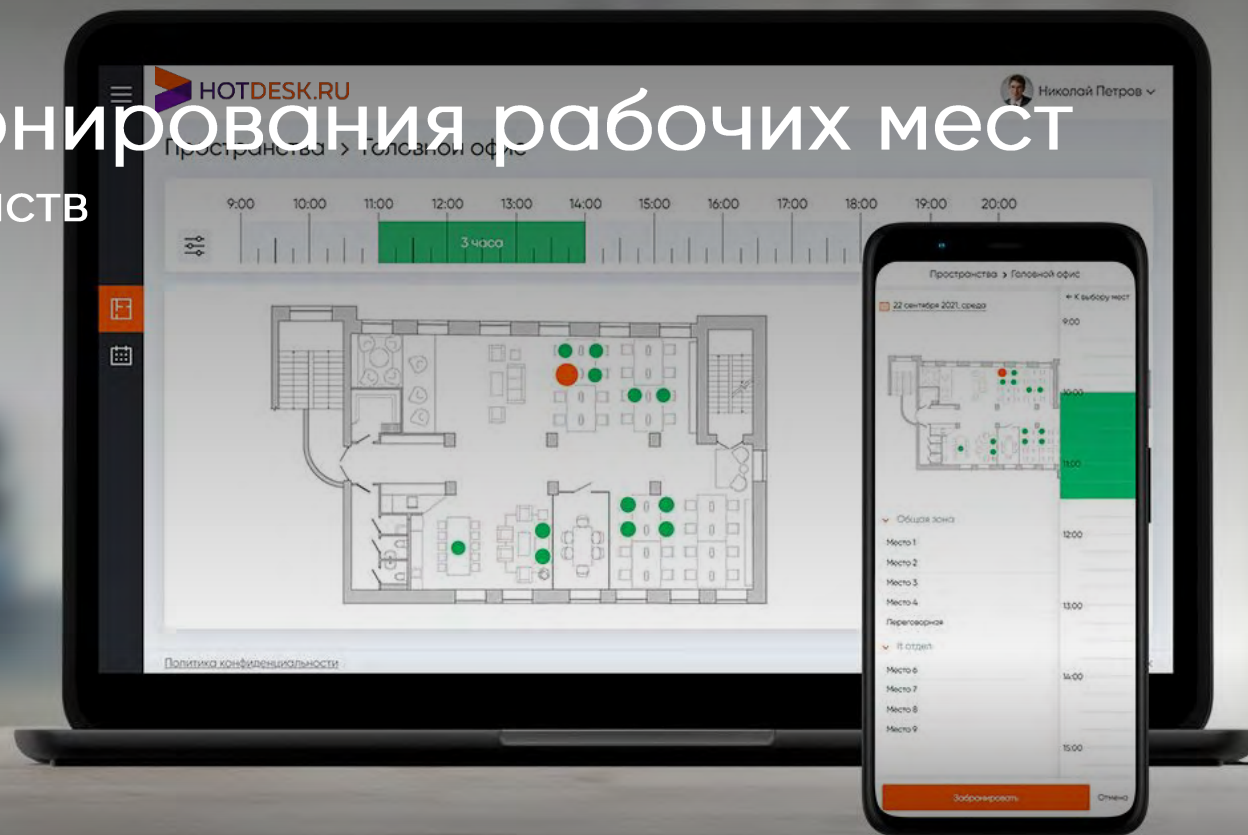 HOTDESK.RU
Николай Петров
онирования рабочих мест
Пространства > Головной офис
ств
9:00 10:00 11:00 12:00 13:00 14:00 15:00 16:00 17:00 18:00 19:00 20:00
3 часа
Политика конфиденциальности
Пространства > Головной офис
← К выбору мест
22 сентября 2021, среда
9:00
10:00
11:00
Общая зона
12:00
Место 1
Место 2
Место 3
Место 4
13:00
Переговорная
Место 6
14:00
Место 7
Место 8
Место 9
15:00
Забронировать
Отмена